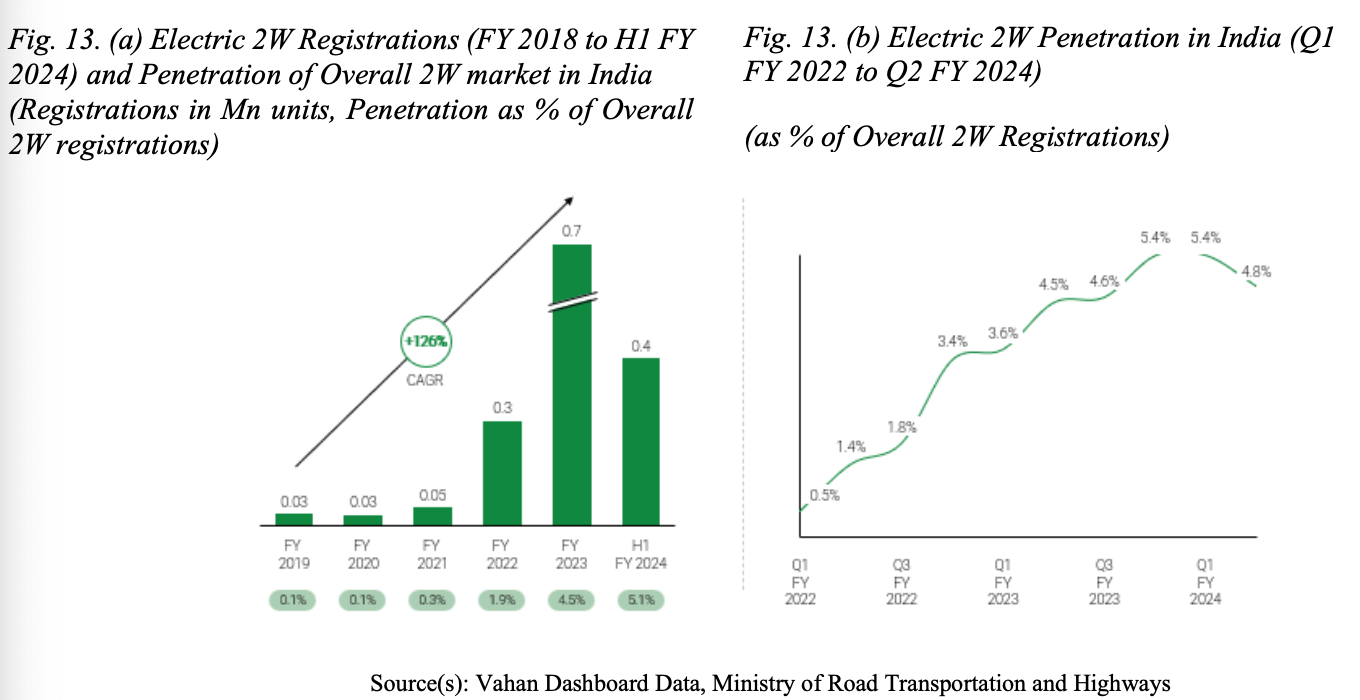 Fig. 13. (a) Electric 2W Registrations (FY 2018 to H1 FY
2024) and Penetration of Overall 2W market in India
(Registrations in Mn units, Penetration as % of Overall
2W registrations)
Fig. 13. (b) Electric 2W Penetration in India (Q1
FY 2022 to Q2 FY 2024)
(as % of Overall 2W Registrations)
0.7
+126%
CAGR
0.4
0.3
0.03 0.03 0.05
FY FY FY FY FY H1
2019 2020 2021 2022 2023 FY 2024
0.1% 0.1% 0.3% 1.9% 4.5% 5.1%
5.4% 5.4%
4.8%
4.5% 4.6%
3.4% 3.6%
1.8%
1.4%
0.5%
Q1 Q3 Q1 Q3 Q1
FY FY FY FY FY
2022 2022 2023 2023 2024
Source(s): Vahan Dashboard Data, Ministry of Road Transportation and Highways